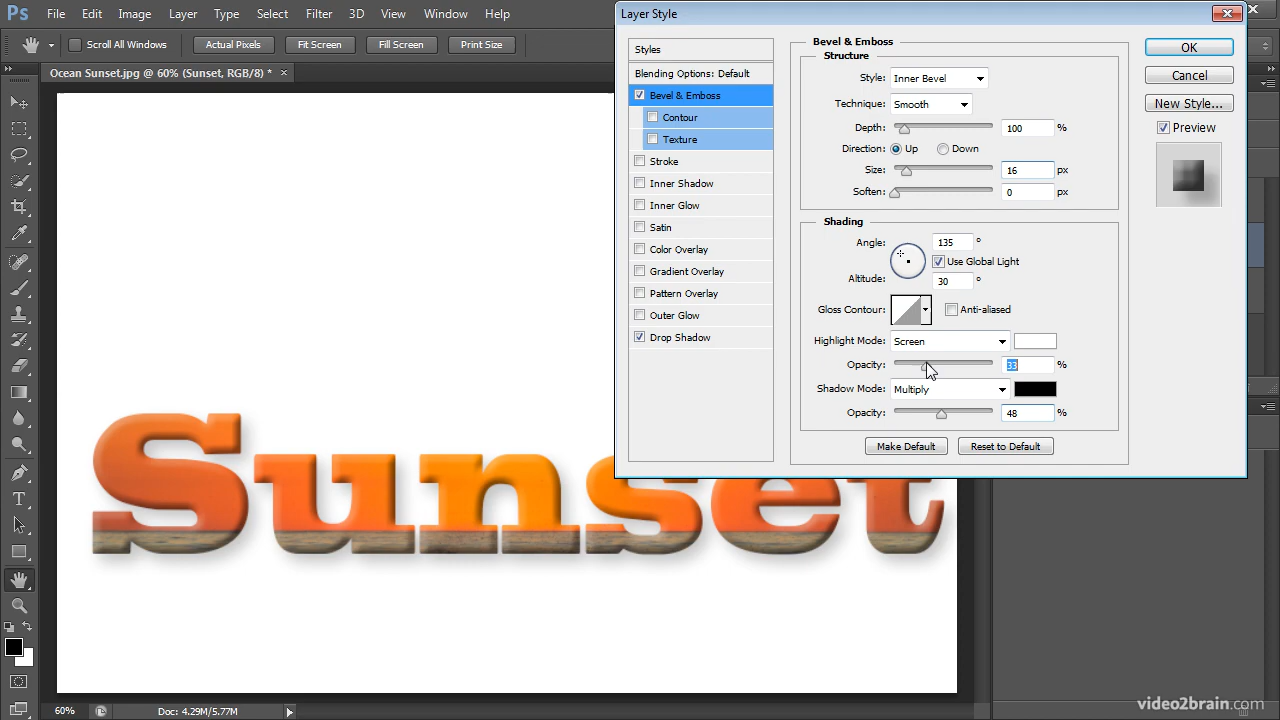 Ps File Edit Image Layer Type Select Filter 3D View Window Help
Scroll All Windows Actual Pixels Fit Screen Fill Screen Print Size
Ocean Sunset.jpg @ 60% (Sunset, RGB/8) *
Layer Style
Styles
Blending Options: Default
Bevel & Emboss
Contour
Texture
Stroke
Inner Shadow
Inner Glow
Satin
Color Overlay
Gradient Overlay
Pattern Overlay
Outer Glow
Drop Shadow
Bevel & Emboss
Structure
Style: Inner Bevel
Technique: Smooth
Depth: 100 %
Direction: Up Down
Size: 16 px
Soften: 0 px
Shading
Angle: 135 °
Use Global Light
Altitude: 30 °
Gloss Contour: Anti-aliased
Highlight Mode: Screen
Opacity: 33 %
Shadow Mode: Multiply
Opacity: 48 %
Make Default Reset to Default
OK
Cancel
New Style...
Preview
Sunset
60% Doc: 4.29M/5.77M
video2brain.com